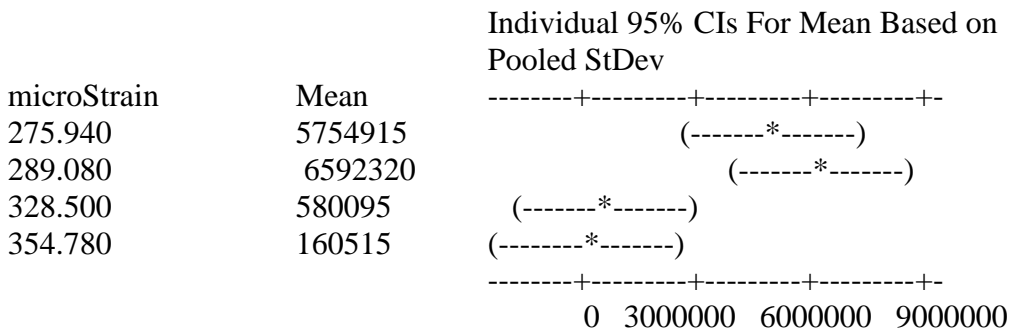 Individual 95% CIs For Mean Based on
Pooled StDev
microStrain Mean --------+---------+---------+---------+-
275.940 5754915 (-------*-------)
289.080 6592320 (-------*-------)
328.500 580095 (-------*-------)
354.780 160515 (--------*-------)
--------+---------+---------+---------+-
0 3000000 6000000 9000000